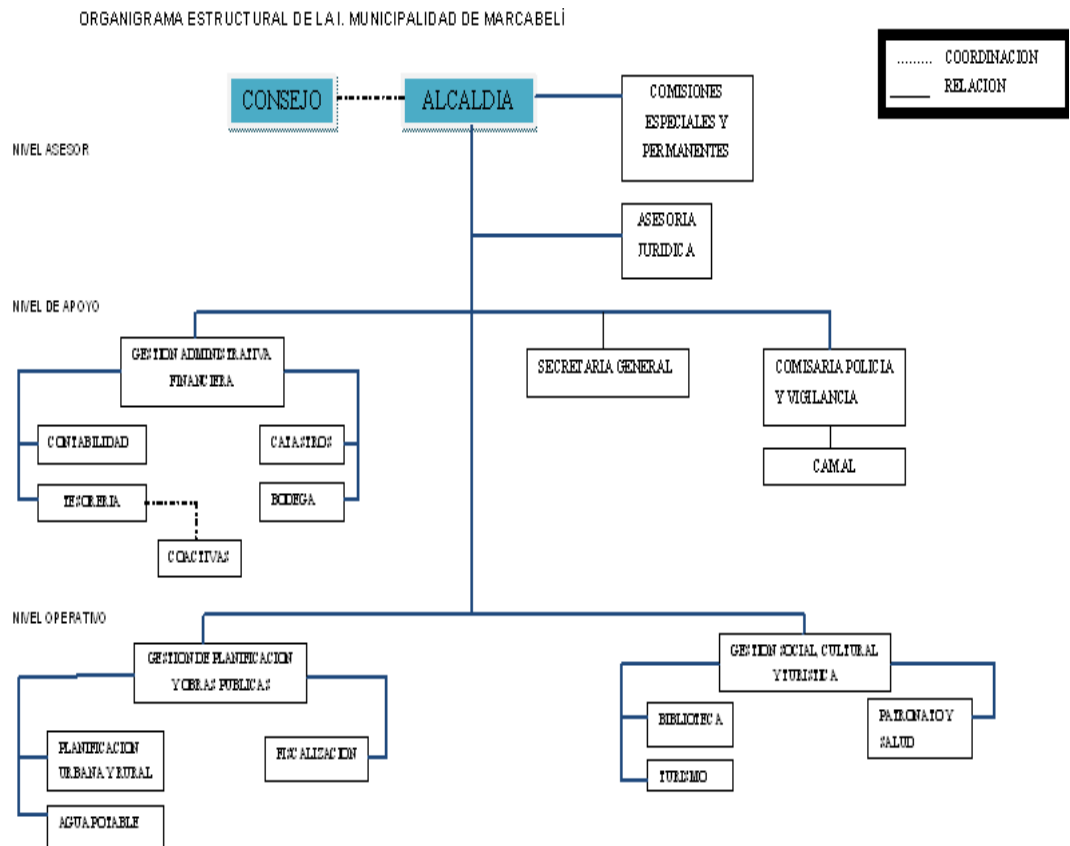 ORGANIGRAMA ESTRUCTURAL DE LA I. MUNICIPALIDAD DE MARCABELÍ
......... COORDINACION
_____ RELACION
CONSEJO
ALCALDIA
COMISIONES
ESPECIALES Y
PERMANENTES
NIVEL ASESOR
ASESORIA
JURIDICA
NIVEL DE APOYO
GESTION ADMINISTRATIVA
FINANCIERA
SECRETARIA GENERAL
COMISARIA POLICIA
Y VIGILANCIA
CONTABILIDAD
CATASTROS
CAMAL
TESORERIA
BODEGA
COACTIVAS
NIVEL OPERATIVO
GESTION DE PLANIFICACION
Y OBRAS PUBLICAS
GESTION SOCIAL, CULTURAL
Y TURISTICA
BIBLIOTECA
PATRONATO Y
SALUD
PLANIFICACION
URBANA Y RURAL
FISCALIZACION
TURISMO
AGUA POTABLE